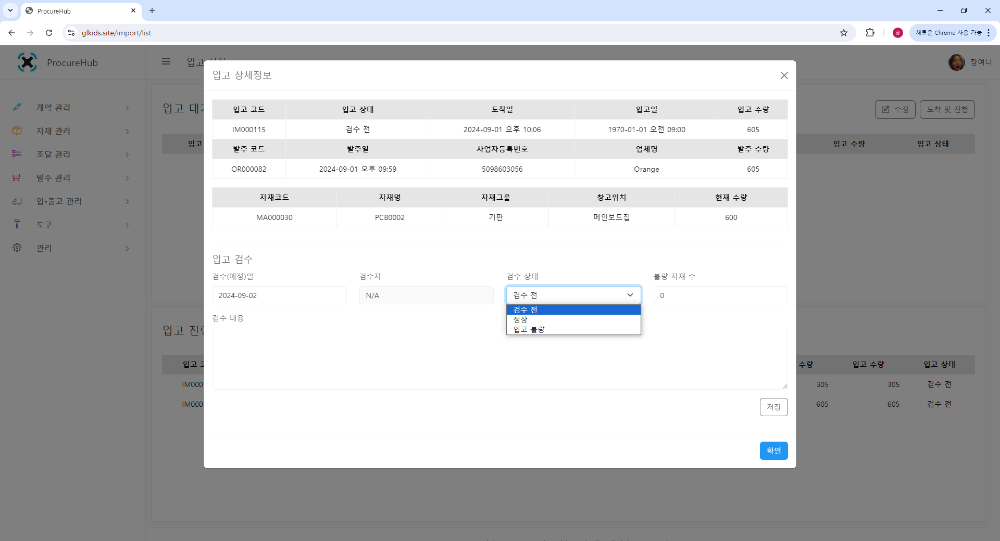 ProcureHub
glkids.site/import/list
곰
새로운 Chrome 사용 가능
ProcureHub
입고
장여니
입고 상세정보
계약 관리
자재 관리
조달 관리
발주 관리
입•출고 관리
도구
관리
입고
수정
도착 및 진행
입고
입고 수량
입고 상태
입고 코드
입고 상태
도착일
입고일
입고 수량
IM000115
검수 전
2024-09-01 오후 10:06
1970-01-01 오전 09:00
605
발주 코드
발주일
사업자등록번호
업체명
발주 수량
OR000082
2024-09-01 오후 09:59
5098603056
Orange
605
자재코드
자재명
자재그룹
창고위치
현재 수량
MA000030
PCB0002
기판
메인보드집
600
입고 검수
검수(예정)일
검수자
검수 상태
불량 자재 수
2024-09-02
N/A
검수 전
0
검수 전
정상
입고 불량
검수 내용
입고
입고
수량
입고 수량
입고 상태
IM000
305
305
검수 전
IM000
605
605
검수 전
저장
확인